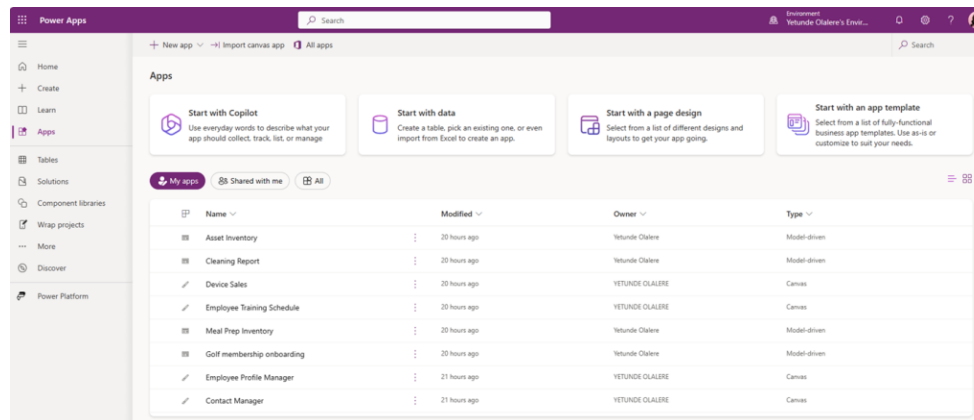 Power Apps
Search
Environment
Yetunde Olalere's Envir...
?
Home
Create
Learn
Apps
Tables
Solutions
Component libraries
Wrap projects
More
Discover
Power Platform
+ New app
Import canvas app
All apps
Search
Apps
Start with Copilot
Use everyday words to describe what your
app should collect, track, list, or manage
Start with data
Create a table, pick an existing one, or even
import from Excel to create an app.
Start with a page design
Select from a list of different designs and
layouts to get your app going.
Start with an app template
Select from a list of fully-functional
business app templates. Use as-is or
customize to suit your needs.
My apps
Shared with me
All
Name Modified Owner Type
Asset Inventory 20 hours ago Yetunde Olalere Model-driven
Cleaning Report 20 hours ago Yetunde Olalere Model-driven
Device Sales 20 hours ago YETUNDE OLALERE Canvas
Employee Training Schedule 20 hours ago YETUNDE OLALERE Canvas
Meal Prep Inventory 20 hours ago Yetunde Olalere Model-driven
Golf membership onboarding 20 hours ago Yetunde Olalere Model-driven
Employee Profile Manager 21 hours ago YETUNDE OLALERE Canvas
Contact Manager 21 hours ago YETUNDE OLALERE Canvas